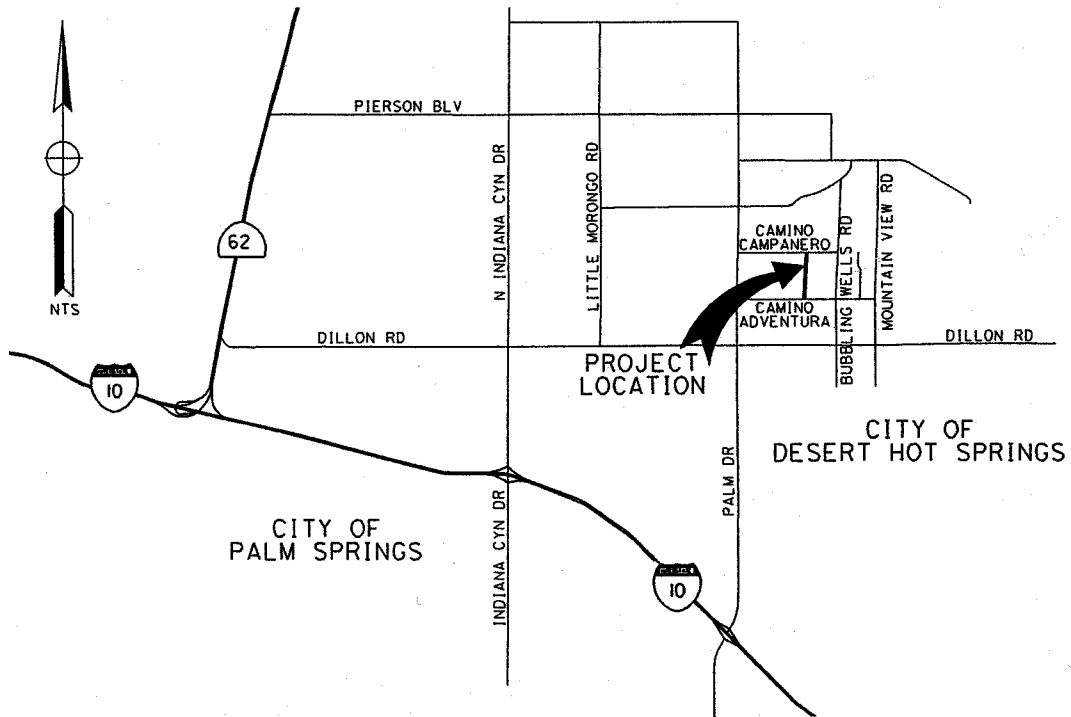 PIERSON BLV
N INDIANA CYN DR
LITTLE MORONGO RD
MOUNTAIN VIEW RD
62
CAMINO
CAMPANERO
BUBBLING WELLS RD
NTS
CAMINO
ADVENTURA
DILLON RD
DILLON RD
PROJECT
LOCATION
10
CITY OF
DESERT HOT SPRINGS
PALM DR
CITY OF
PALM SPRINGS
INDIANA CYN DR
10